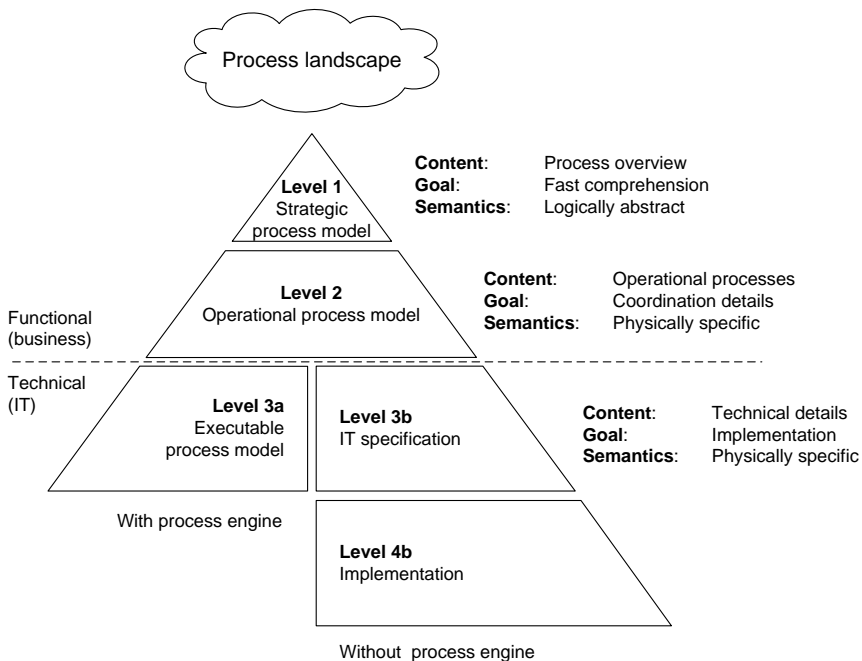 Process landscape
Level 1
Strategic
process model
Content: Process overview
Goal: Fast comprehension
Semantics: Logically abstract
Level 2
Operational process model
Content: Operational processes
Goal: Coordination details
Semantics: Physically specific
Functional
(business)
Technical
(IT)
Level 3a
Executable
process model
Level 3b
IT specification
Content: Technical details
Goal: Implementation
Semantics: Physically specific
With process engine
Level 4b
Implementation
Without process engine